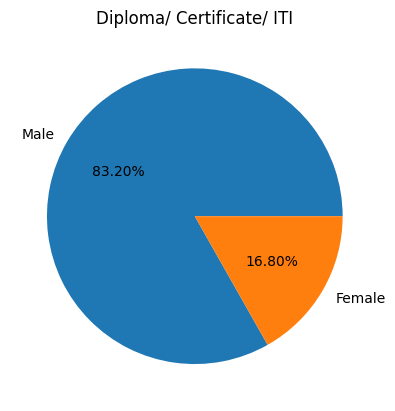 Diploma/ Certificate/ ITI
Male
83.20%
16.80%
Female